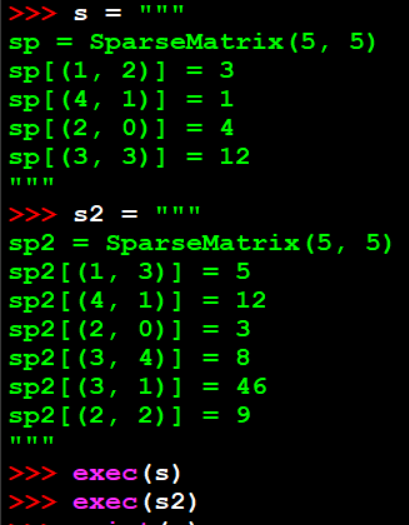 >>> s = """
sp = SparseMatrix(5, 5)
sp[(1, 2)] = 3
sp[(4, 1)] = 1
sp[(2, 0)] = 4
sp[(3, 3)] = 12
"""
>>> s2 = """
sp2 = SparseMatrix(5, 5)
sp2[(1, 3)] = 5
sp2[(4, 1)] = 12
sp2[(2, 0)] = 3
sp2[(3, 4)] = 8
sp2[(3, 1)] = 46
sp2[(2, 2)] = 9
"""
>>> exec(s)
>>> exec(s2)